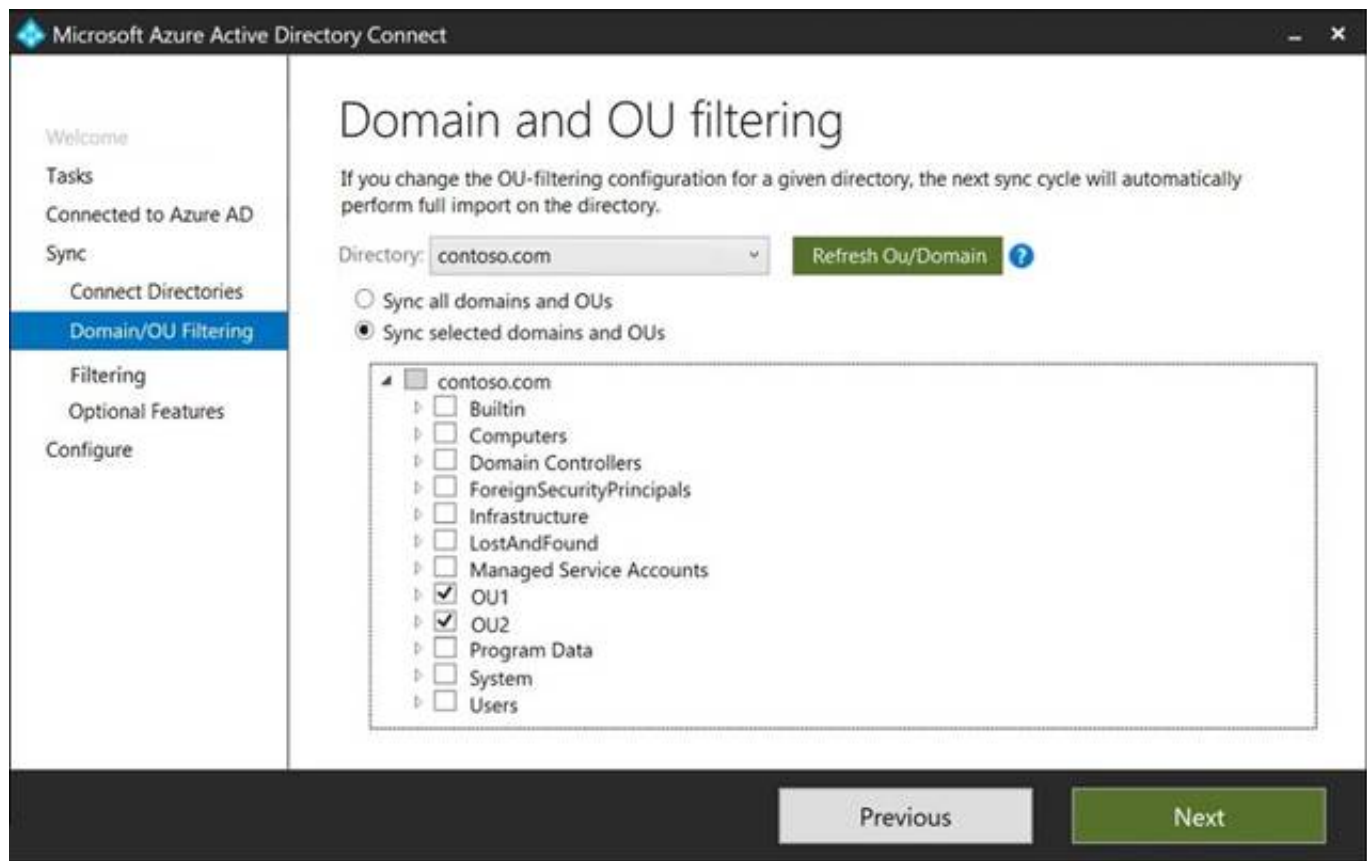 Microsoft Azure Active Directory Connect
Welcome
Tasks
Connected to Azure AD
Sync
Connect Directories
Domain/OU Filtering
Filtering
Optional Features
Configure
Domain and OU filtering
If you change the OU-filtering configuration for a given directory, the next sync cycle will automatically
perform full import on the directory.
Directory: contoso.com Refresh Ou/Domain ?
Sync all domains and OUs
Sync selected domains and OUs
contoso.com
Builtin
Computers
Domain Controllers
ForeignSecurityPrincipals
Infrastructure
LostAndFound
Managed Service Accounts
OU1
OU2
Program Data
System
Users
Previous Next